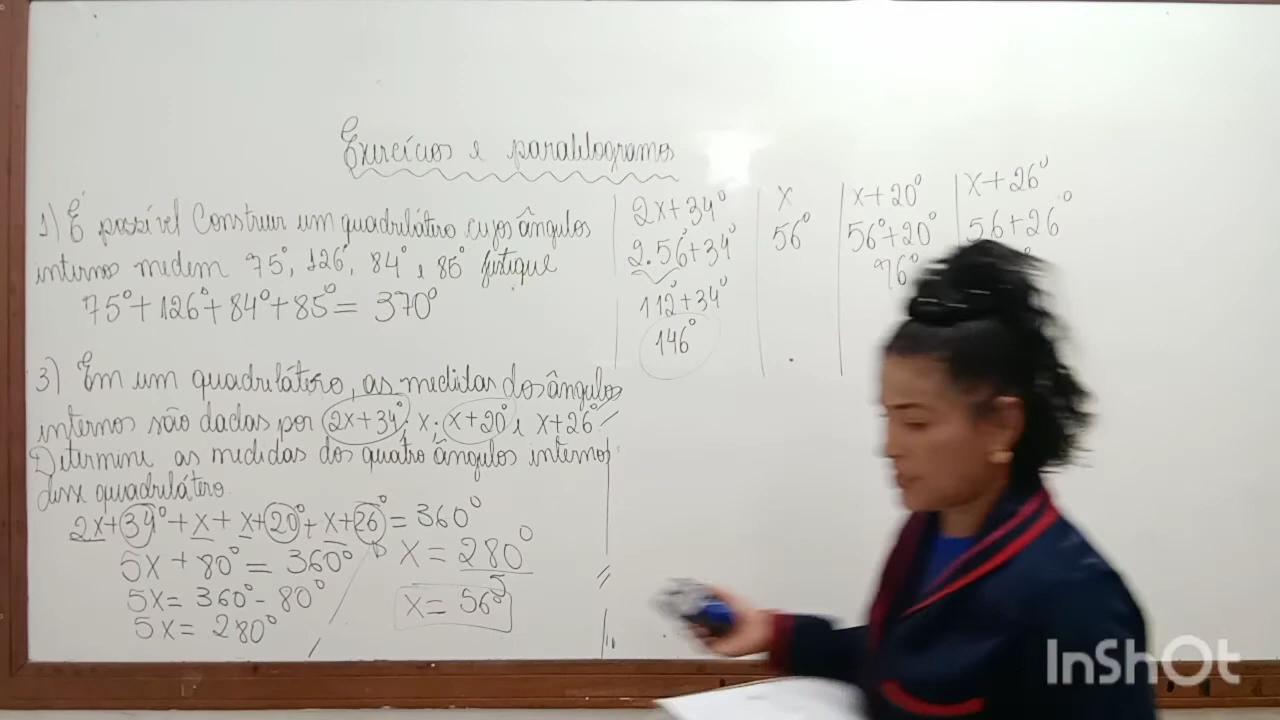 Exercícios e paralelogramos
1) É possível Construir um quadrilátero cujos ângulos
internos medem 75°, 126°, 84° e 85° justique
75°+126°+84°+85°= 370°
3) Em um quadrilátero, as medidas dos ângulos
internos são dadas por 2x+34°; x; x+20° e x+26°
Determine as medidas dos quatro ângulos internos
desse quadrilátero.
2x+34°+x+x+20°+x+26°=360°
5x+80°=360°
5x=360°-80°
5x=280°
x=280°
5
x=56°
2x+34°
2.56°+34°
112°+34°
146°
x
56°
x+20°
56°+20°
76°
x+26°
56+26°
InShOt